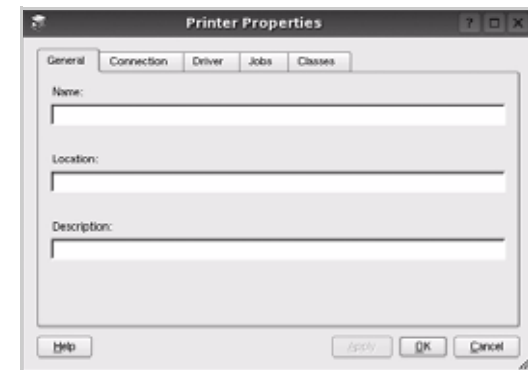 Printer Properties
General Connection Driver Jobs Classes
Name:
Location:
Description:
Help Apply OK Cancel